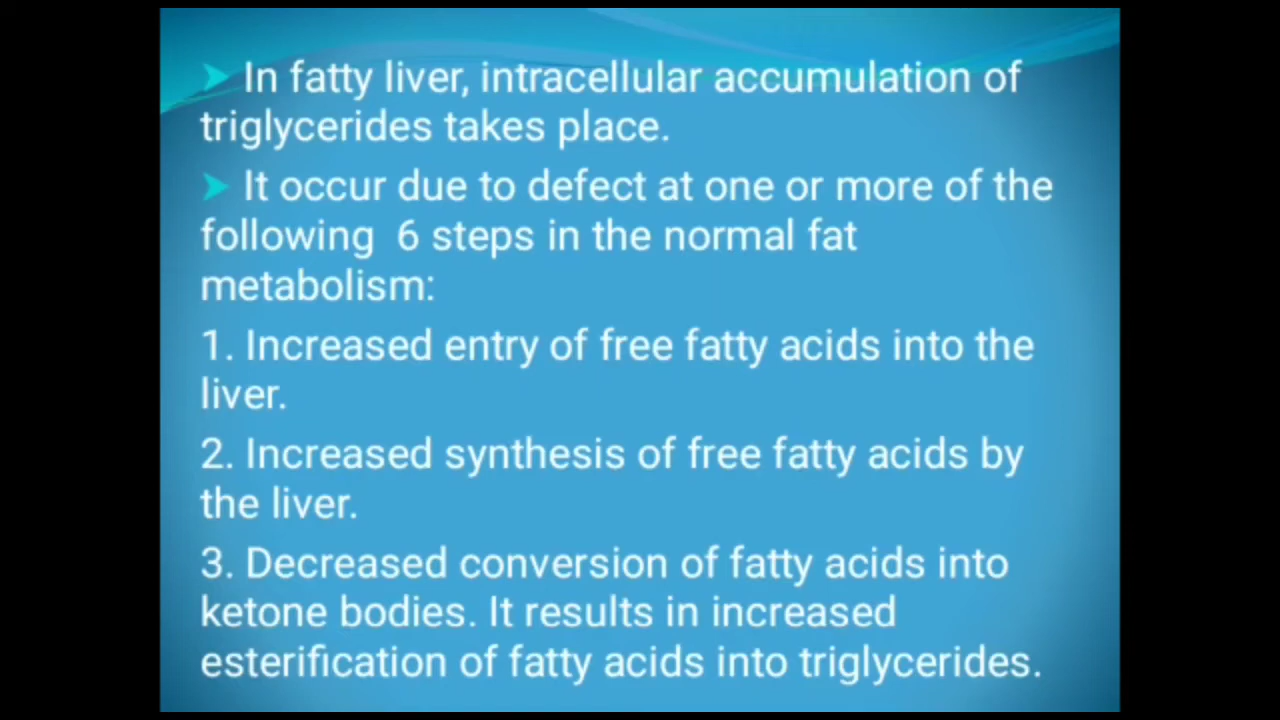 ➤ In fatty liver, intracellular accumulation of
triglycerides takes place.
➤ It occur due to defect at one or more of the
following 6 steps in the normal fat
metabolism:
1. Increased entry of free fatty acids into the
liver.
2. Increased synthesis of free fatty acids by
the liver.
3. Decreased conversion of fatty acids into
ketone bodies. It results in increased
esterification of fatty acids into triglycerides.